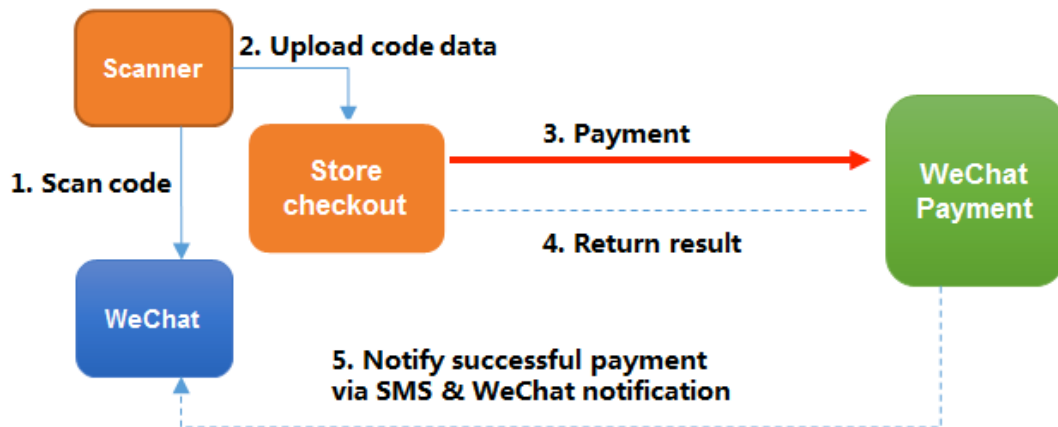 Scanner
2. Upload code data
3. Payment
1. Scan code
Store
checkout
WeChat
Payment
4. Return result
WeChat
5. Notify successful payment
via SMS & WeChat notification